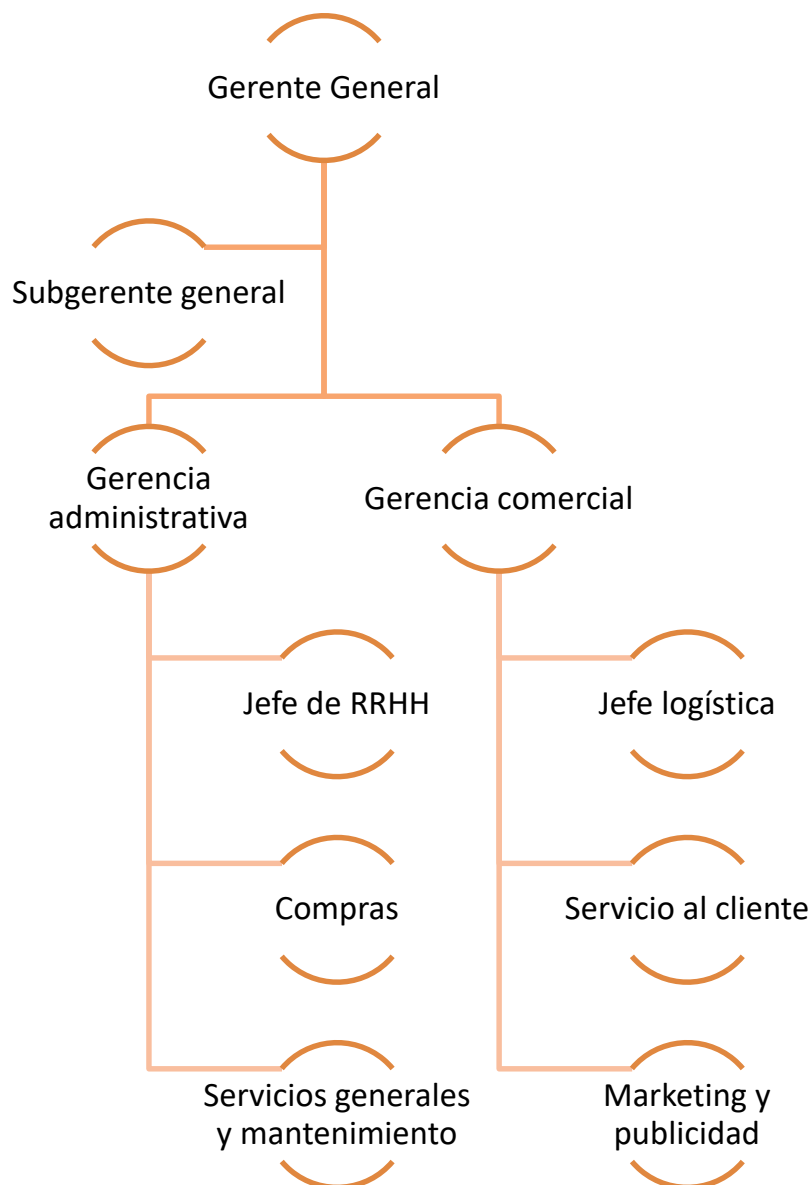 Gerente General
Subgerente general
Gerencia
administrativa
Gerencia comercial
Jefe de RRHH
Jefe logística
Compras
Servicio al cliente
Servicios generales
y mantenimiento
Marketing y
publicidad